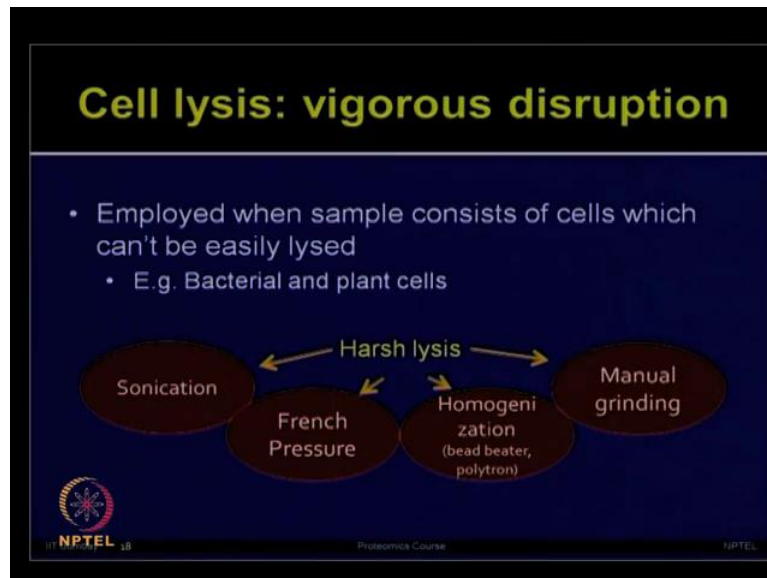 Cell lysis: vigorous disruption
• Employed when sample consists of cells which
can't be easily lysed
• E.g. Bacterial and plant cells
Harsh lysis
Sonication
French
Pressure
Homogeni
zation
(bead beater,
polytron)
Manual
grinding
NPTEL
IIT 18
Proteomics Course
NPTEL